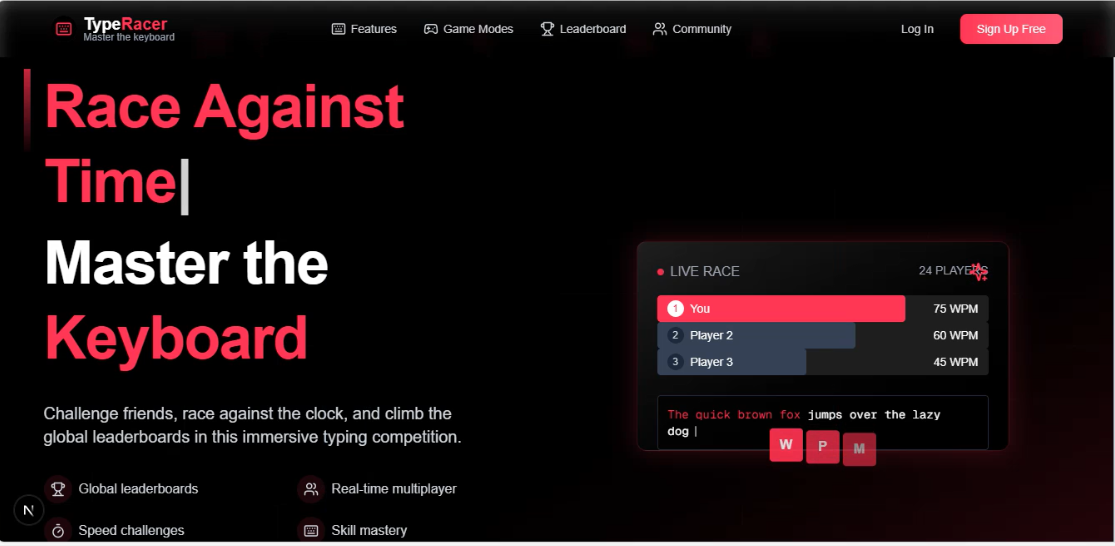 TypeRacer
Master the keyboard
Features
Game Modes
Leaderboard
Community
Log In
Sign Up Free
Race Against
Time|
Master the
Keyboard
Challenge friends, race against the clock, and climb the
global leaderboards in this immersive typing competition.
Global leaderboards
Real-time multiplayer
Speed challenges
Skill mastery
N
LIVE RACE
24 PLAYERS
1 You 75 WPM
2 Player 2 60 WPM
3 Player 3 45 WPM
The quick brown fox jumps over the lazy
dog |
W P M